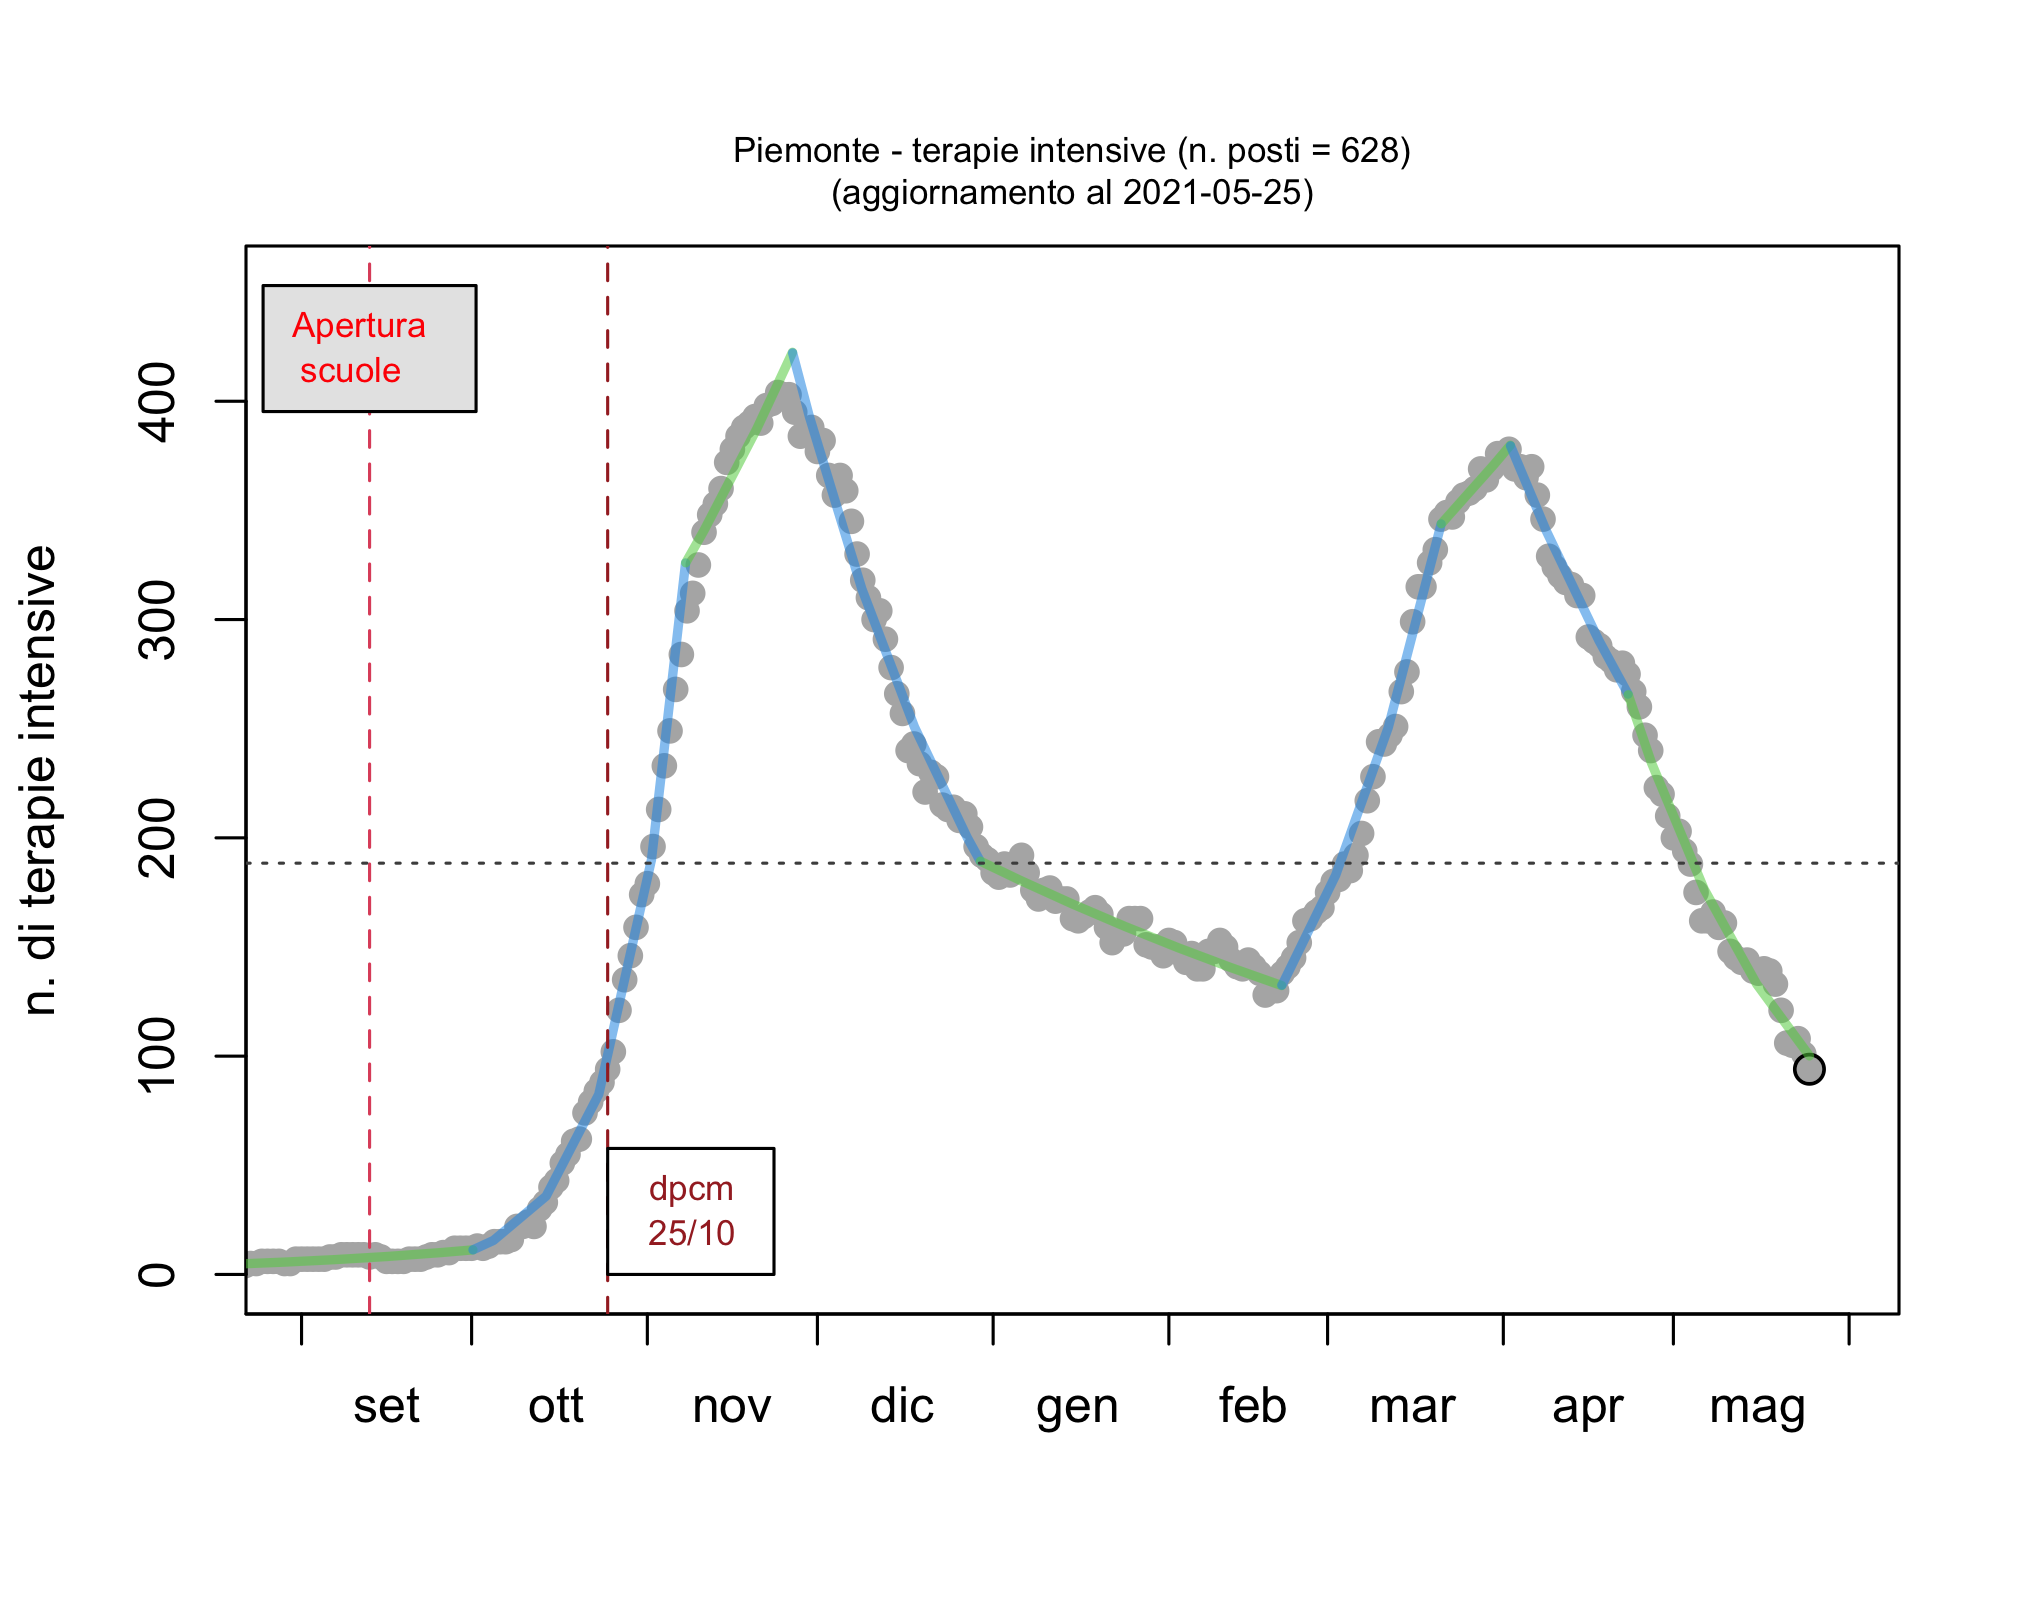 Piemonte - terapie intensive (n. posti = 628)
(aggiornamento al 2021-05-25)
Apertura
scuole
n. di terapie intensive
400
300
200
100
0
dpcm
25/10
set ott nov dic gen feb mar apr mag